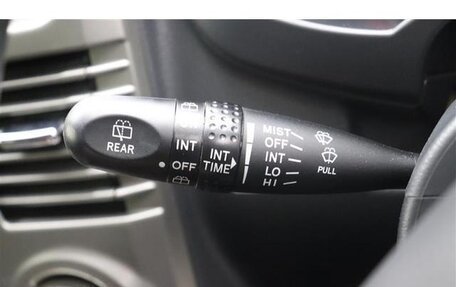 REAR
INT
OFF
INT
TIME
MIST
OFF
INT
LO
HI
PULL